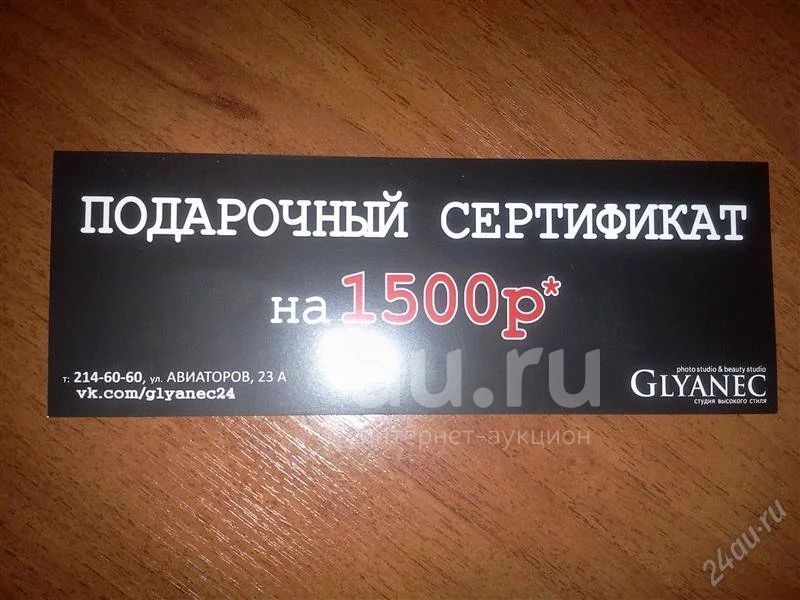 ПОДАРОЧНЫЙ СЕРТИФИКАТ
на 1500р*
т: 214-60-60, ул. АВИАТОРОВ, 23 А
vk.com/glyanec24
photo studio & beauty studio
GLYANEC
студия высокого стиля
au.ru
интернет-аукцион
24au.ru